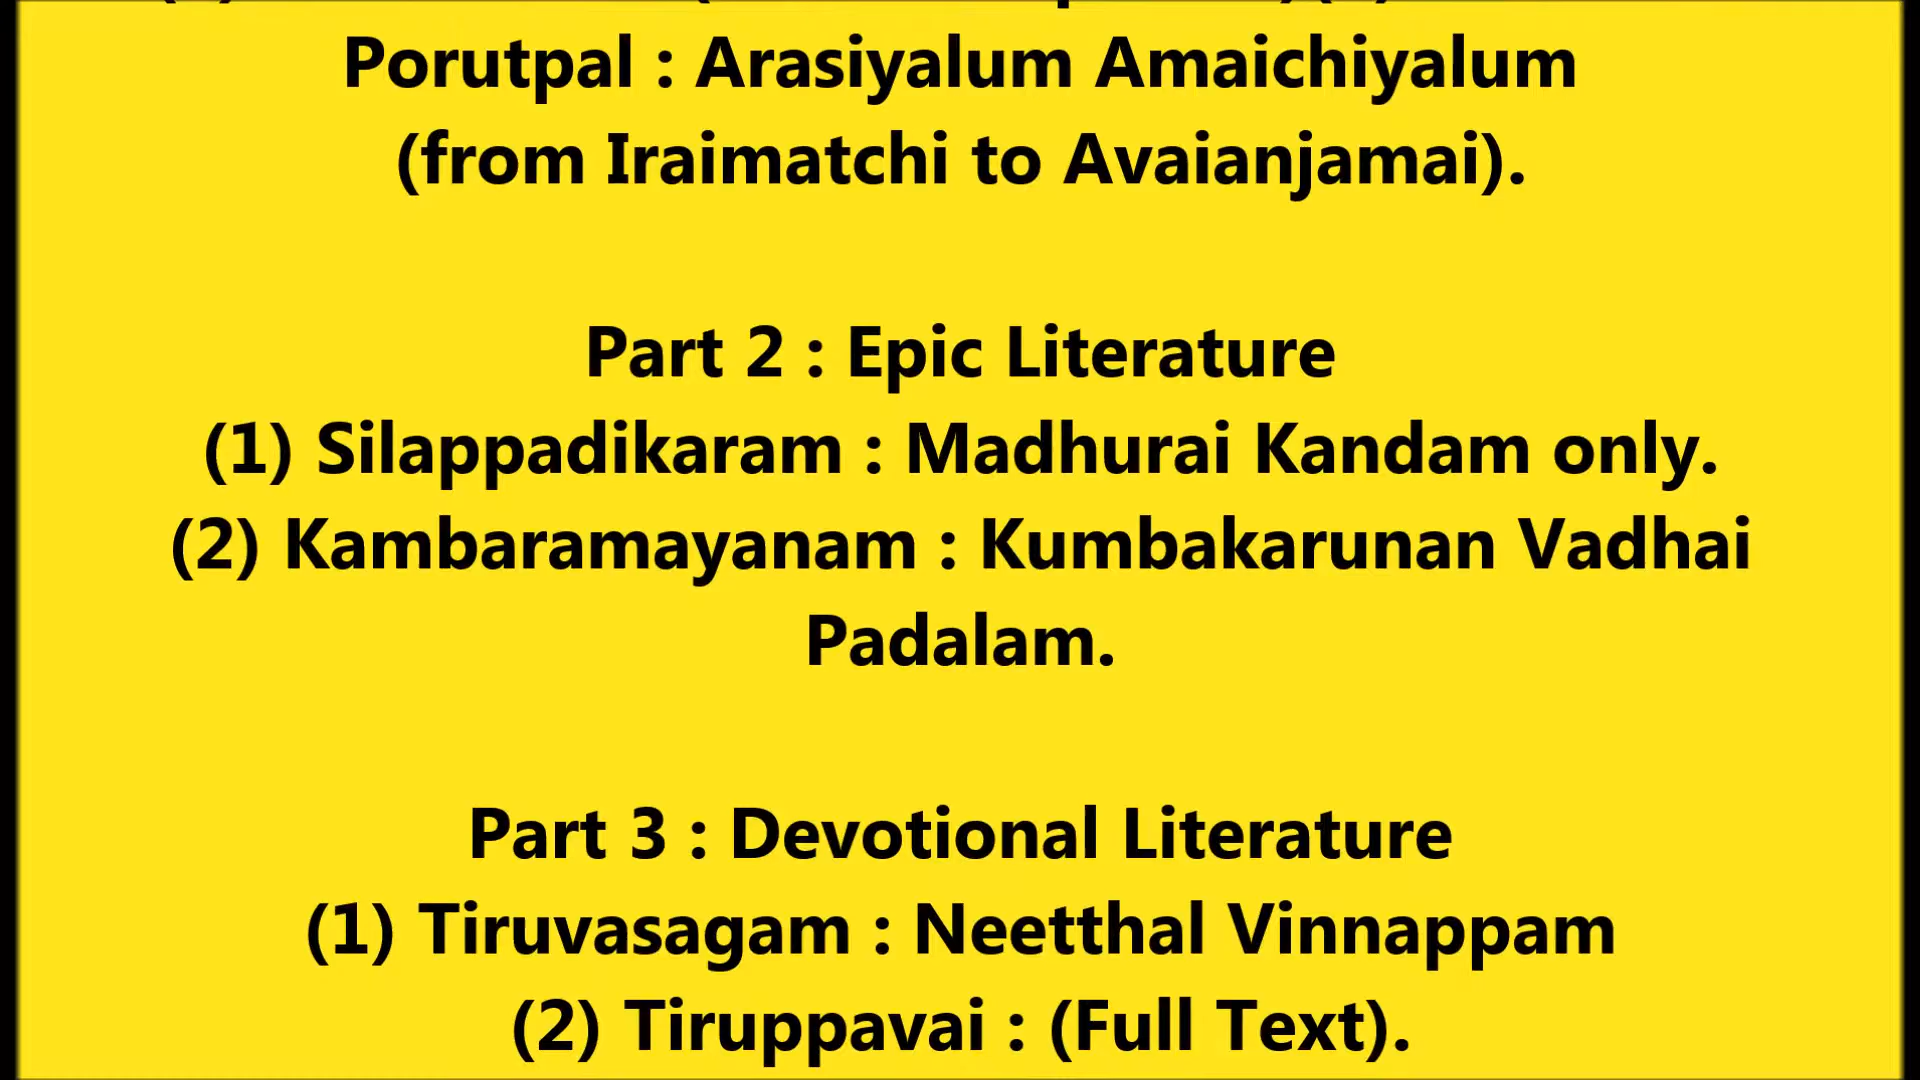 Porutpal : Arasiyalum Amaichiyalum
(from Iraimatchi to Avaianjamai).
Part 2 : Epic Literature
(1) Silappadikaram : Madhurai Kandam only.
(2) Kambaramayanam : Kumbakarunan Vadhai
Padalam.
Part 3 : Devotional Literature
(1) Tiruvasagam : Neetthal Vinnappam
(2) Tiruppavai : (Full Text).